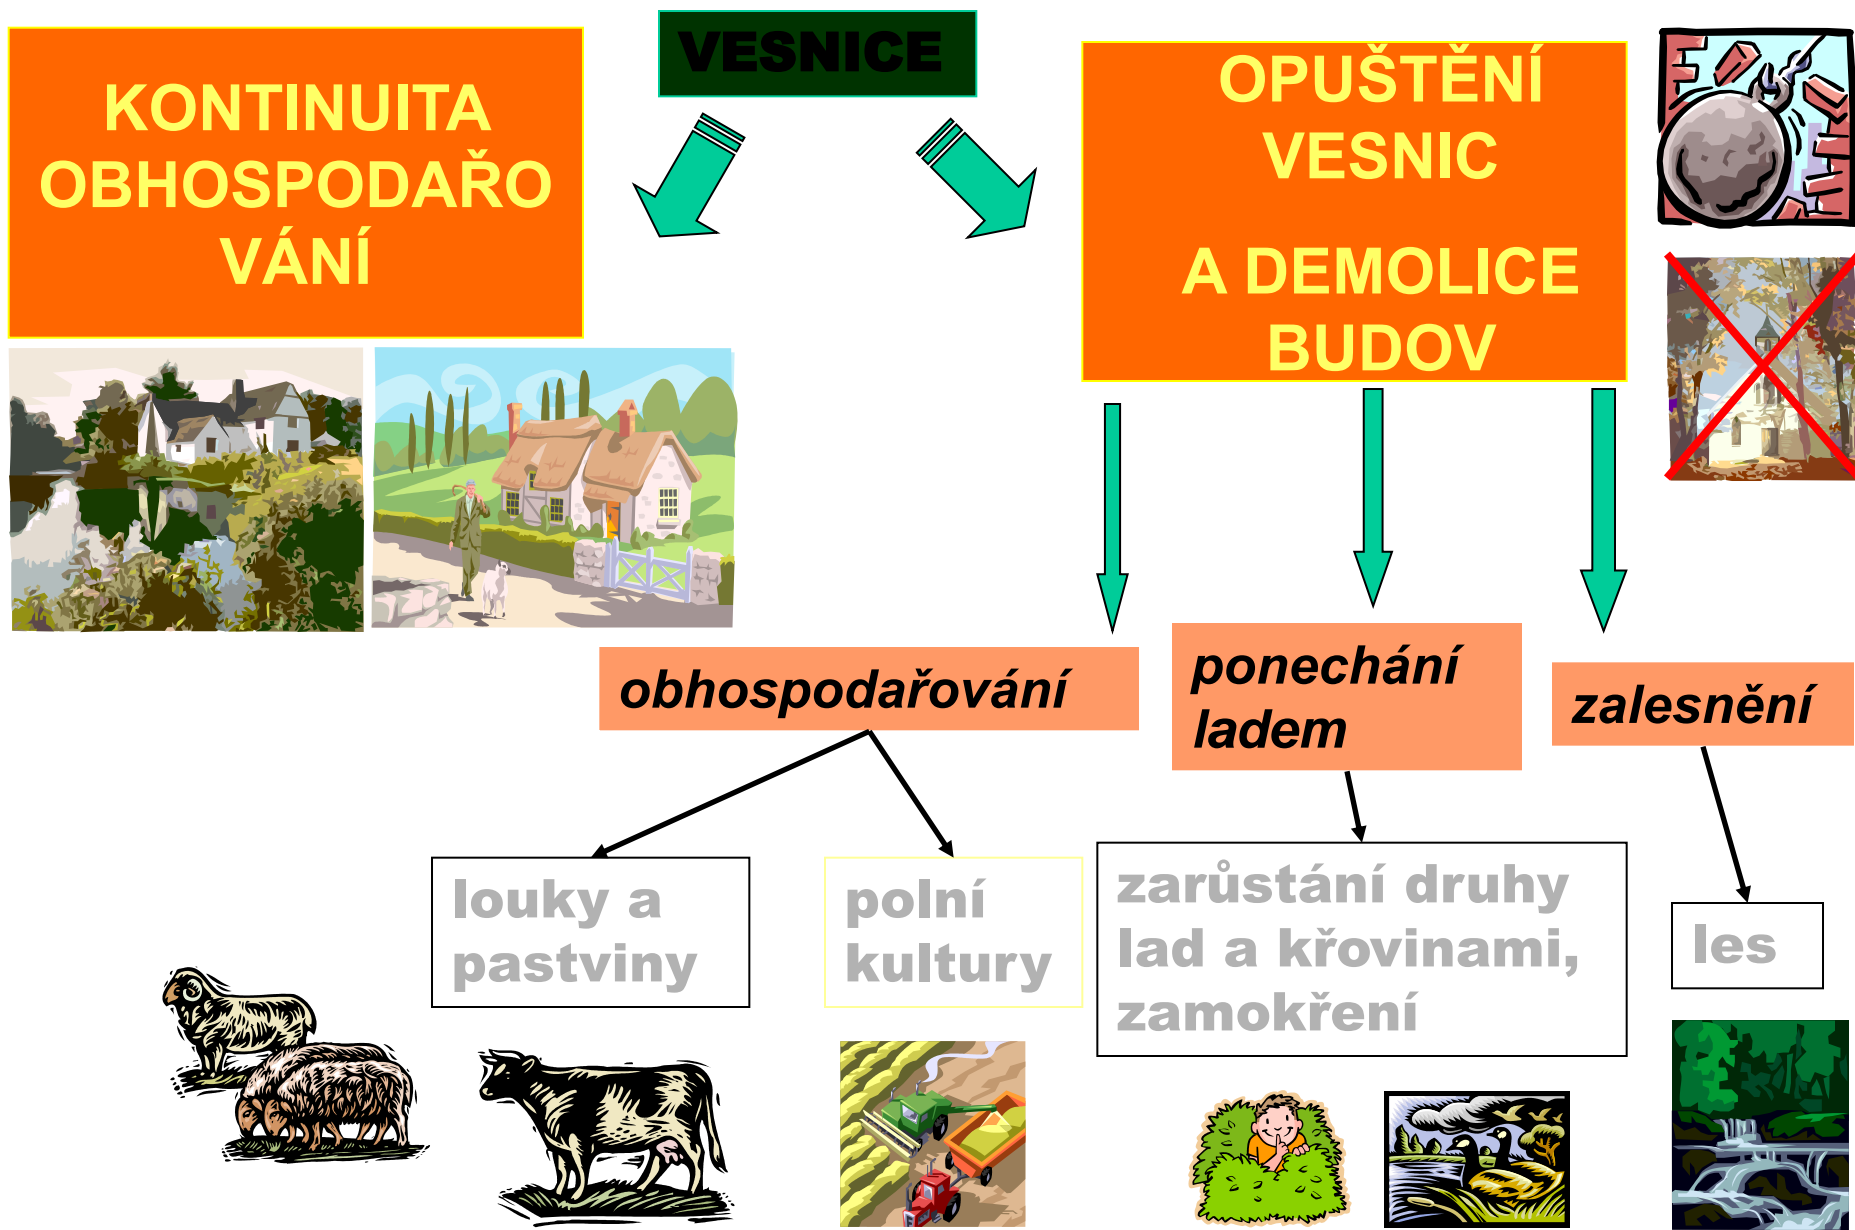 VESNICE
KONTINUITA
OBHOSPODAŘO
VÁNÍ
OPUŠTĚNÍ
VESNIC
A DEMOLICE
BUDOV
obhospodařování
ponechání
ladem
zalesnění
louky a
pastviny
polní
kultury
zarůstání druhy
lad a křovinami,
zamokření
les